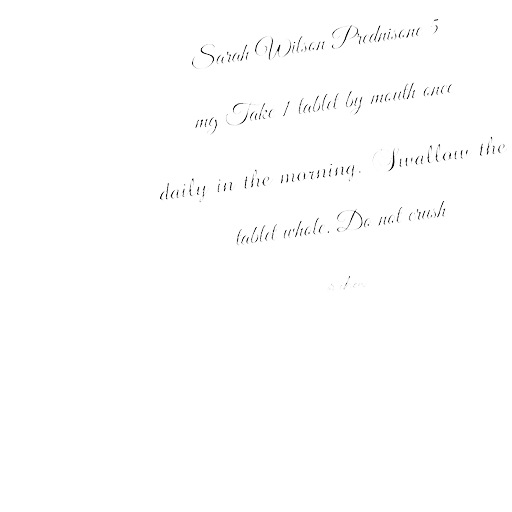 Sarah Wilson Prednisone 5
mg Take 1 tablet by mouth once
daily in the morning. Swallow the
tablet whole. Do not crush